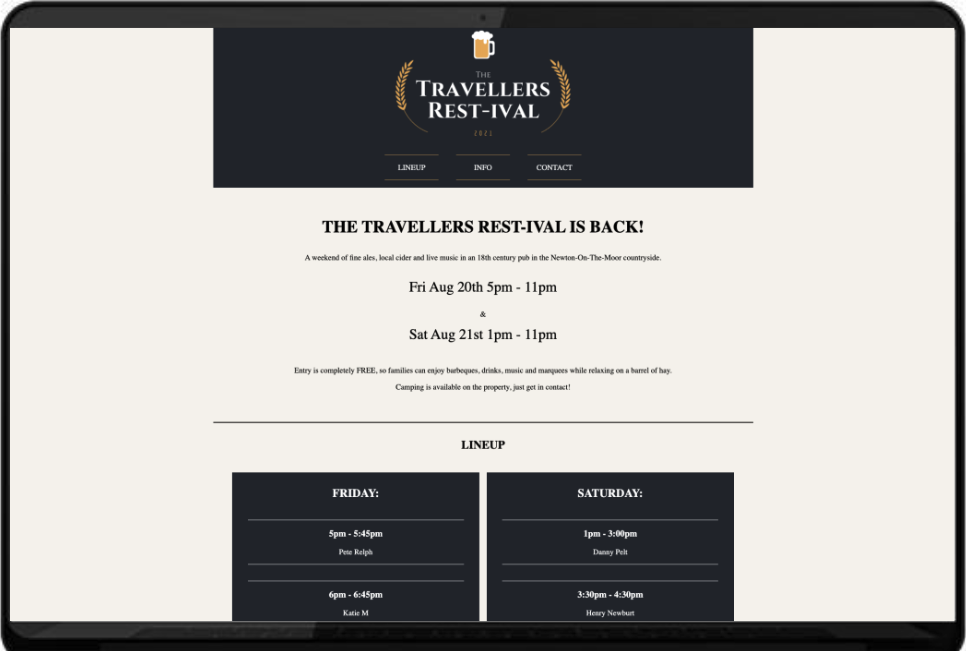 THE
TRAVELLERS
REST-IVAL
2021
LINEUP INFO CONTACT
THE TRAVELLERS REST-IVAL IS BACK!
A weekend of fine ales, local cider and live music in an 18th century pub in the Newton-On-The-Moor countryside.
Fri Aug 20th 5pm - 11pm
&
Sat Aug 21st 1pm - 11pm
Entry is completely FREE, so families can enjoy barbeques, drinks, music and marquees while relaxing on a barrel of hay.
Camping is available on the property, just get in contact!
LINEUP
FRIDAY:
5pm - 5:45pm
Pete Relph
6pm - 6:45pm
Katie M
SATURDAY:
1pm - 3:00pm
Danny Pelt
3:30pm - 4:30pm
Henry Newburt